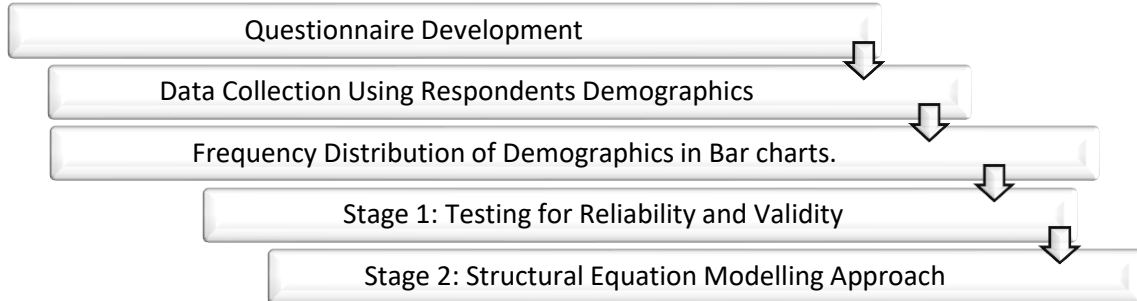 Questionnaire Development
Data Collection Using Respondents Demographics
Frequency Distribution of Demographics in Bar charts.
Stage 1: Testing for Reliability and Validity
Stage 2: Structural Equation Modelling Approach